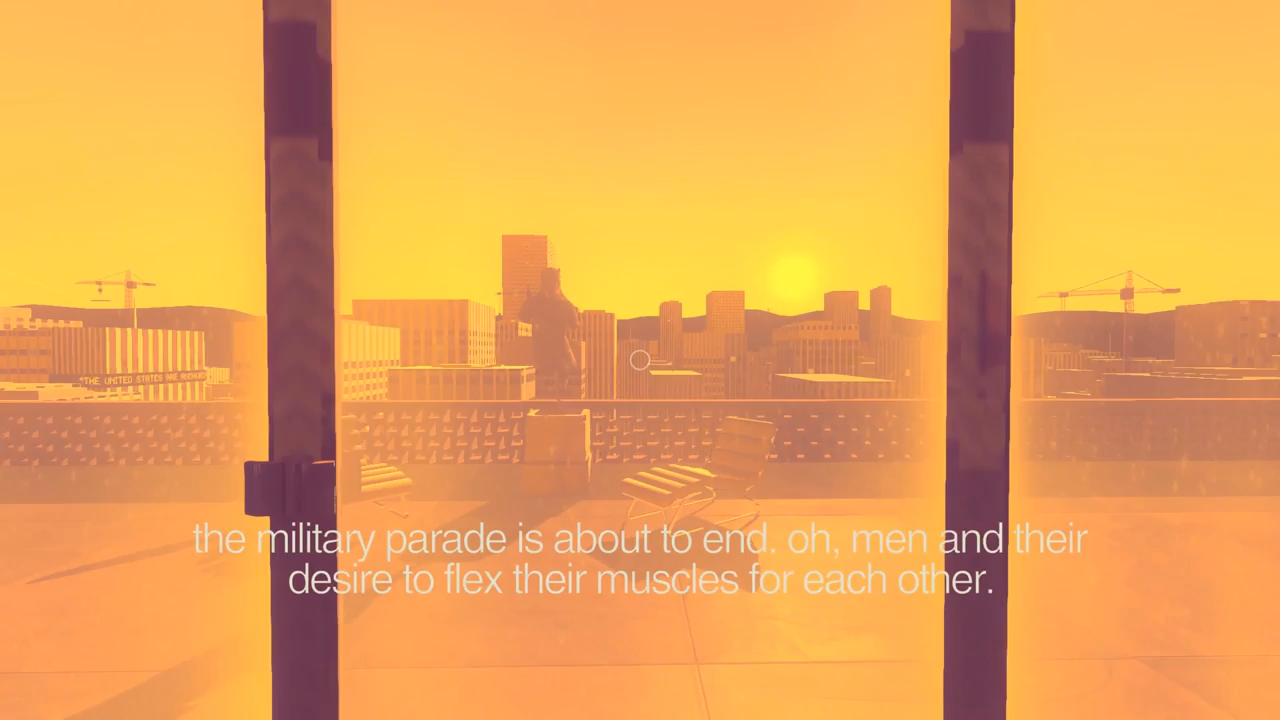 "THE UNITED STATES ARE
the military parade is about to end. oh, men and their
desire to flex their muscles for each other.